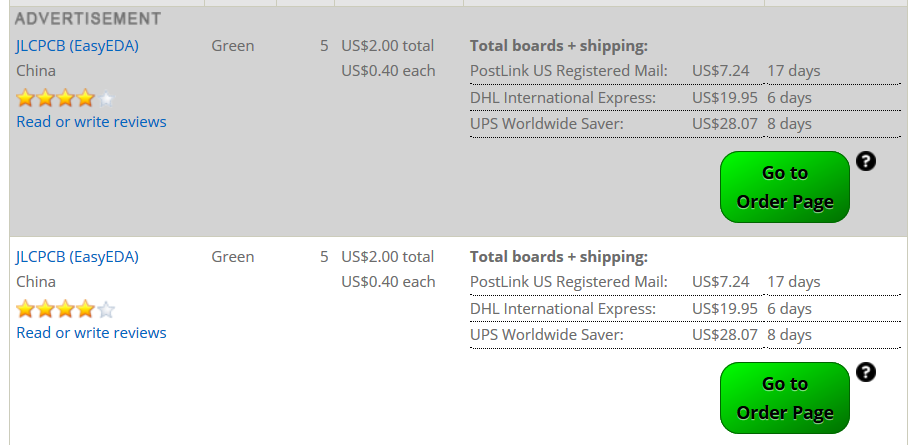 ADVERTISEMENT
JLCPCB (EasyEDA) Green 5 US$2.00 total Total boards + shipping:
China US$0.40 each PostLink US Registered Mail: US$7.24 17 days
DHL International Express: US$19.95 6 days
Read or write reviews UPS Worldwide Saver: US$28.07 8 days
Go to
Order Page
?
JLCPCB (EasyEDA) Green 5 US$2.00 total Total boards + shipping:
China US$0.40 each PostLink US Registered Mail: US$7.24 17 days
DHL International Express: US$19.95 6 days
Read or write reviews UPS Worldwide Saver: US$28.07 8 days
Go to
Order Page
?